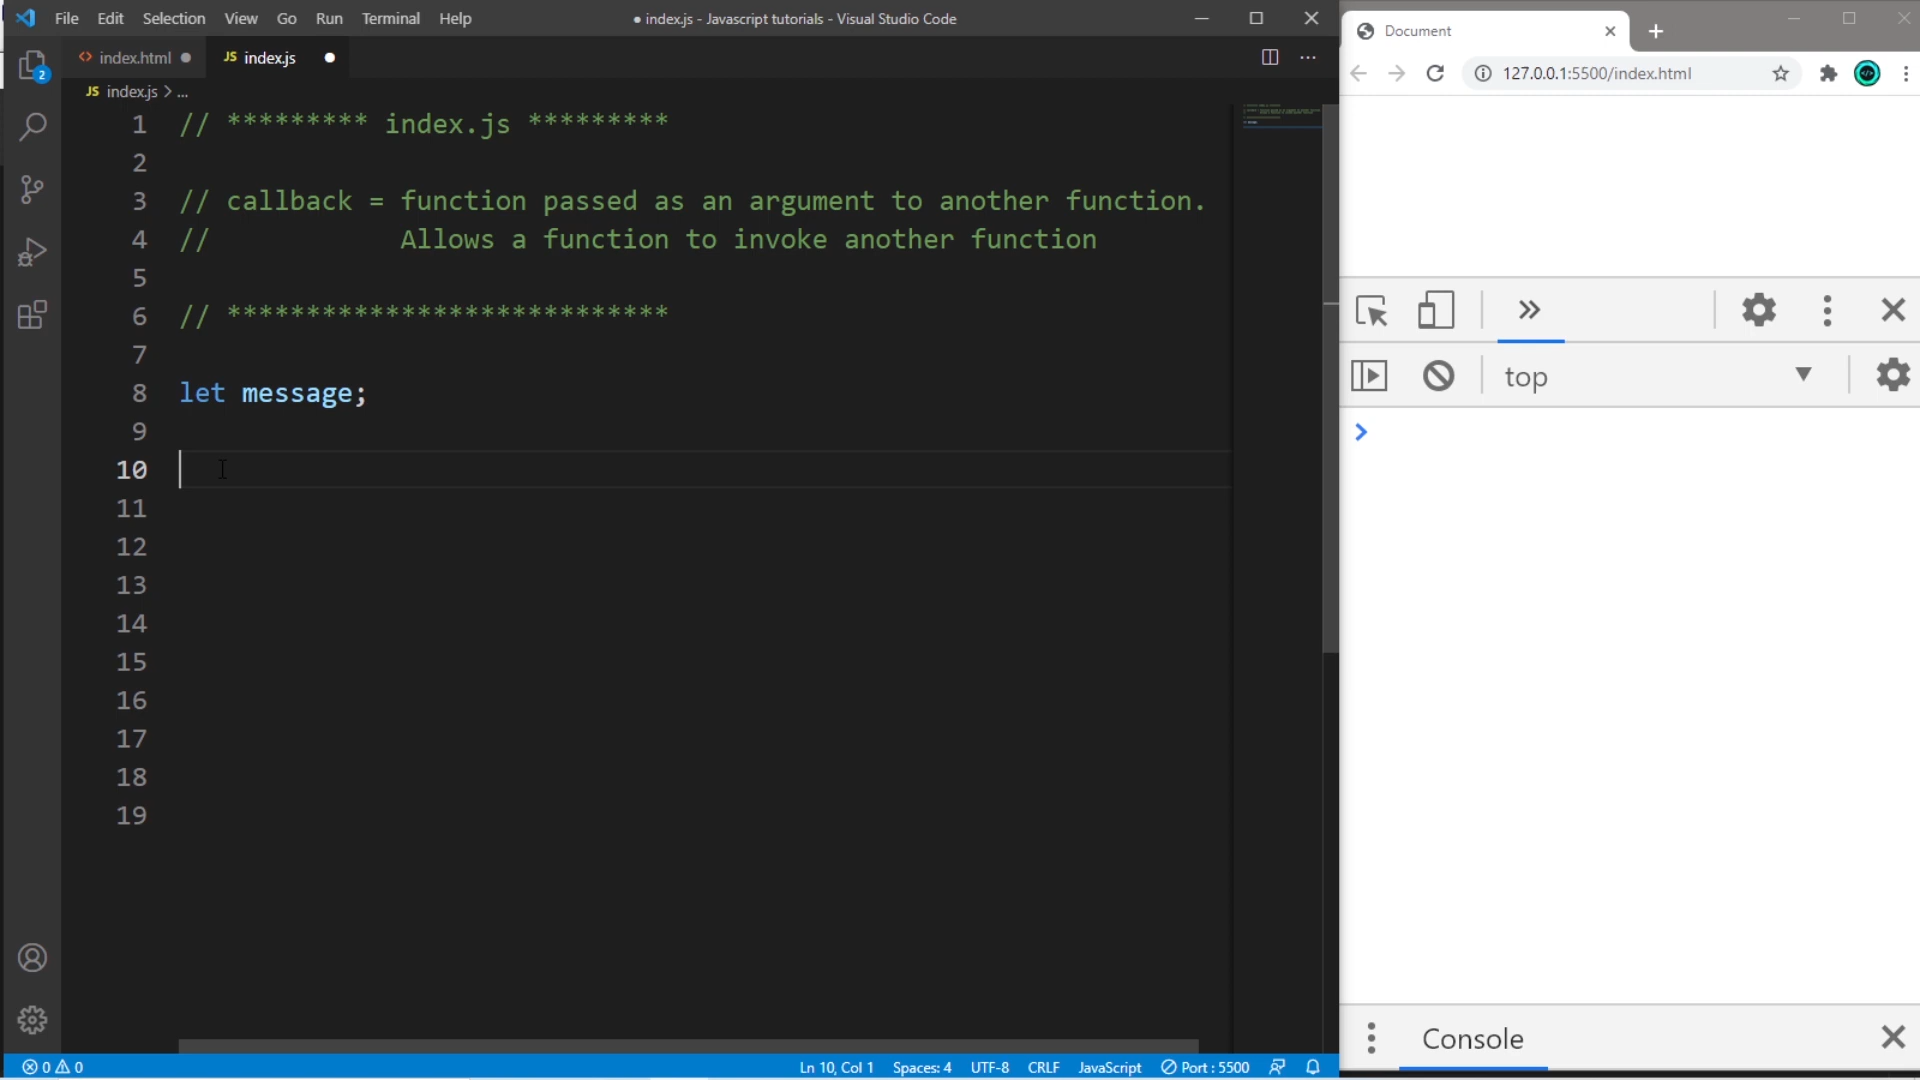 File Edit Selection View Go Run Terminal Help
● index.js - Javascript tutorials - Visual Studio Code
<> index.html ●
JS index.js ●
JS index.js > ...
2
1 // ********* index.js *********
2
3 // callback = function passed as an argument to another function.
4 //            Allows a function to invoke another function
5
6 // ****************************
7
8 let message;
9
10
11
12
13
14
15
16
17
18
19
0 0
Ln 10, Col 1 Spaces: 4 UTF-8 CRLF JavaScript Port : 5500
Document
127.0.0.1:5500/index.html
top
Console